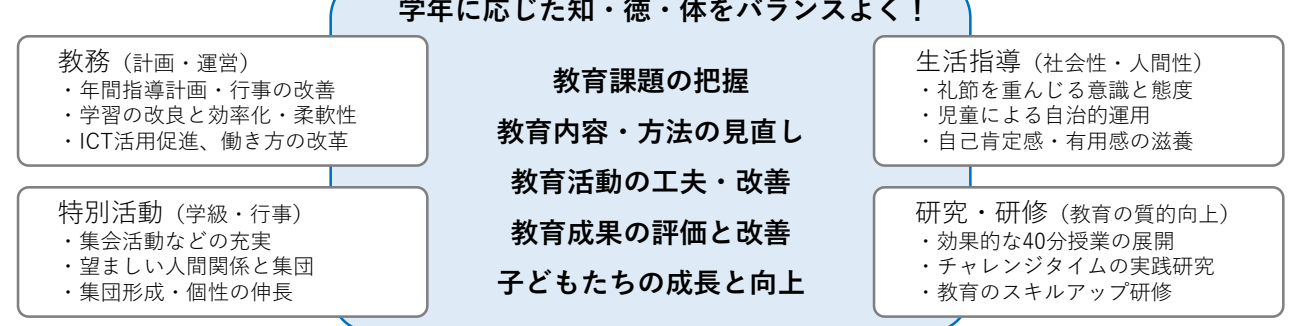 学年に応じた知・徳・体をバランスよく！
教務（計画・運営）
・年間指導計画・行事の改善
・学習の改良と効率化・柔軟性
・ICT活用促進、働き方の改革
特別活動（学級・行事）
・集会活動などの充実
・望ましい人間関係と集団
・集団形成・個性の伸長
教育課題の把握
教育内容・方法の見直し
教育活動の工夫・改善
教育成果の評価と改善
子どもたちの成長と向上
生活指導（社会性・人間性）
・礼節を重んじる意識と態度
・児童による自治的運用
・自己肯定感・有用感の滋養
研究・研修（教育の質的向上）
・効果的な40分授業の展開
・チャレンジタイムの実践研究
・教育のスキルアップ研修